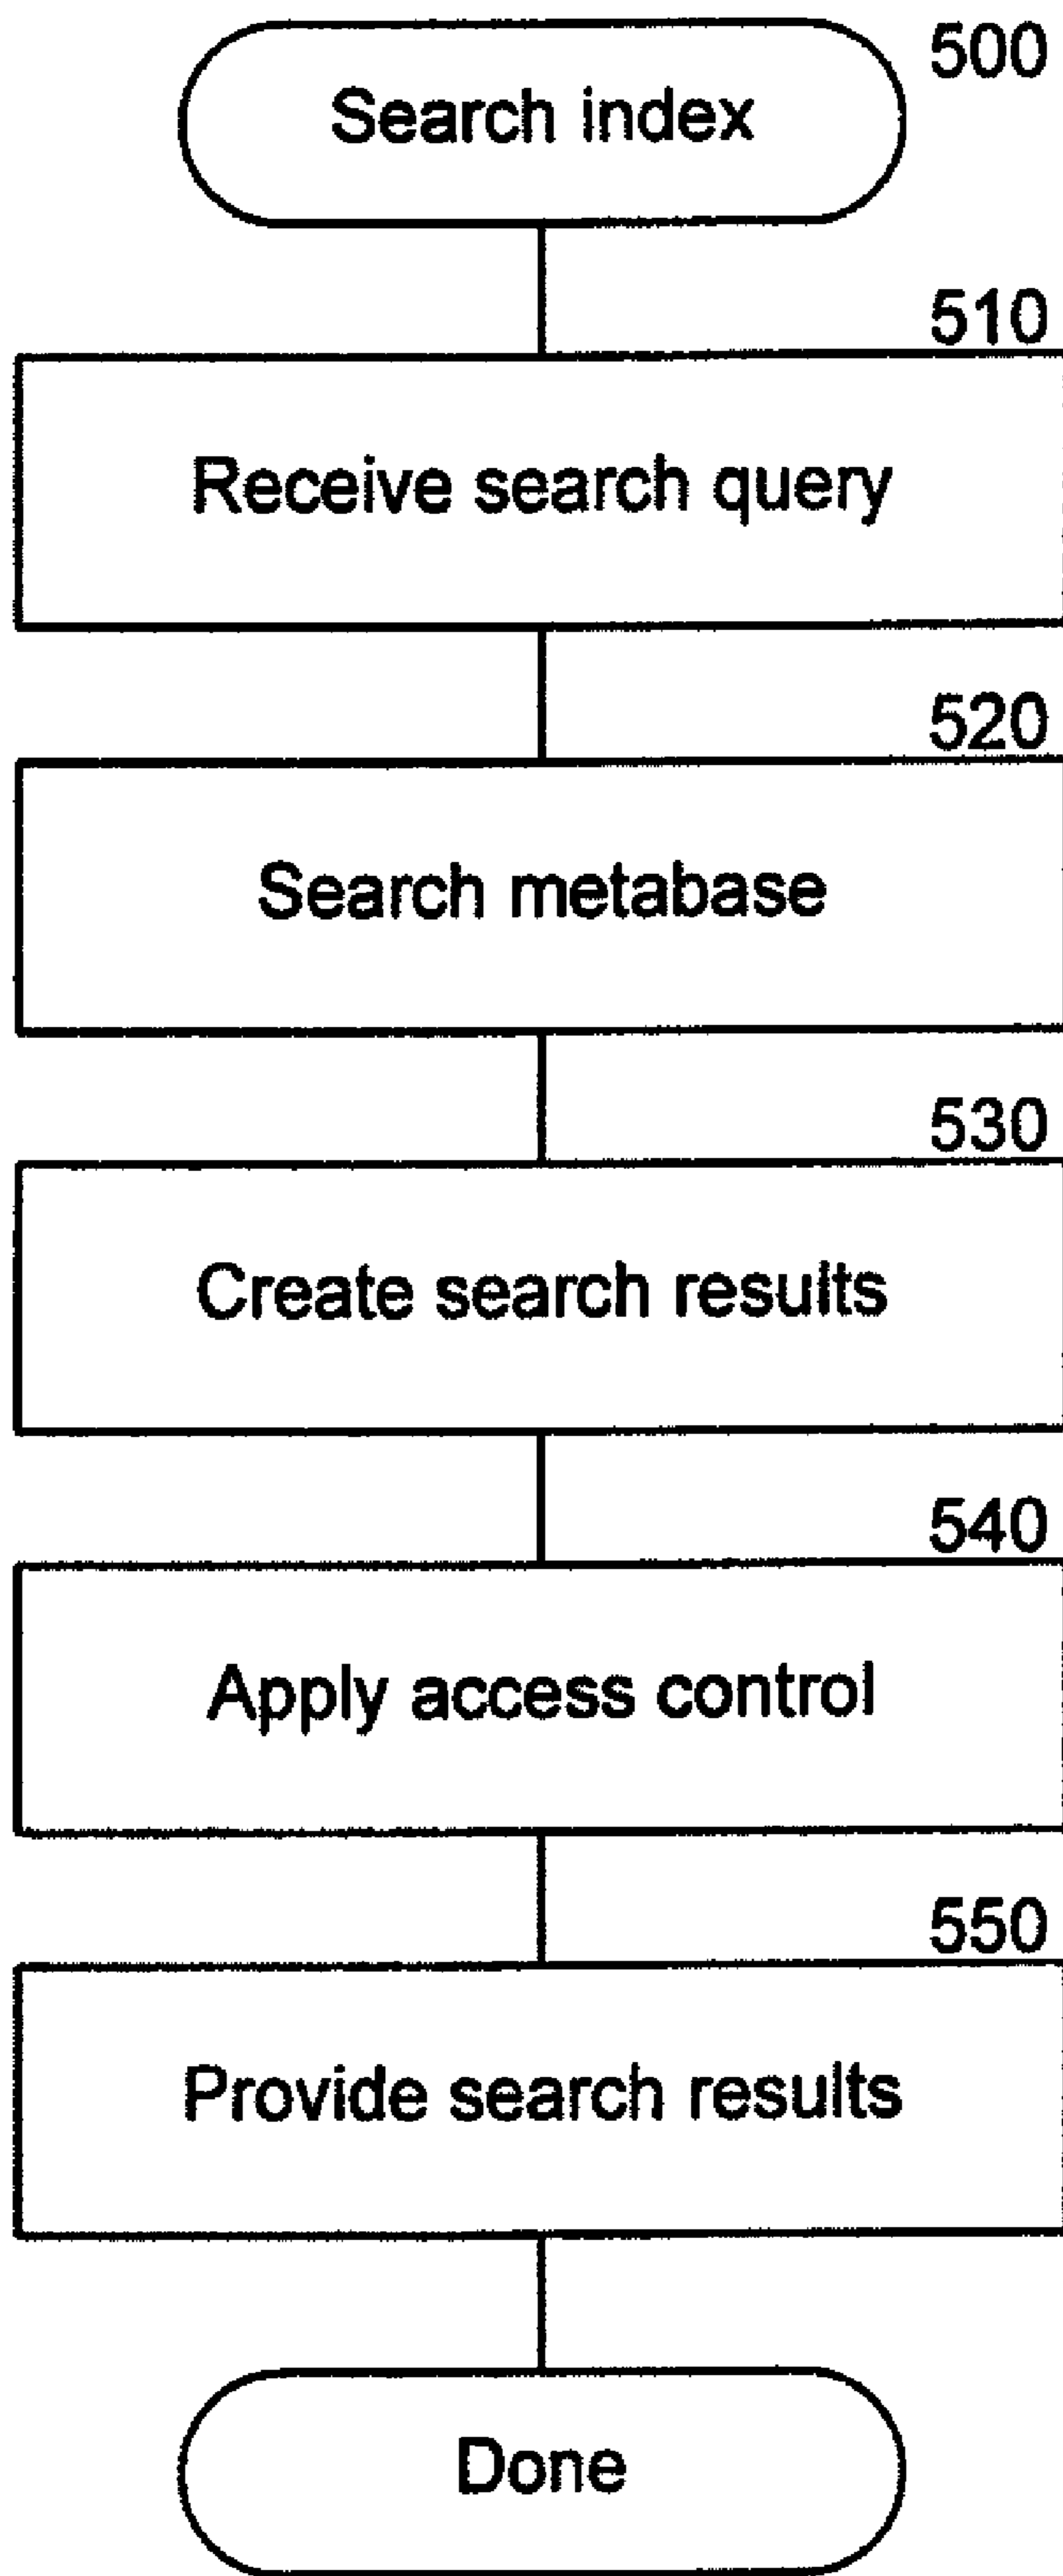 500
Search index
510
Receive search query
520
Search metabase
530
Create search results
540
Apply access control
550
Provide search results
Done